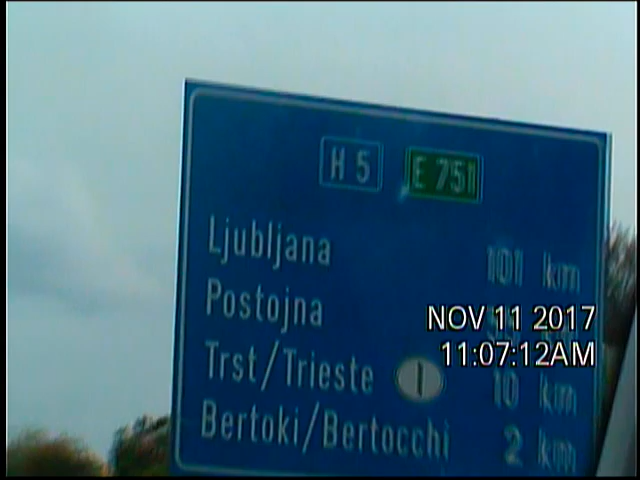 H 5 E 751
Ljubljana 101 km
Postojna
NOV 11 2017
11:07:12AM
Trst/Trieste I 10 km
Bertoki/Bertocchi 2 km